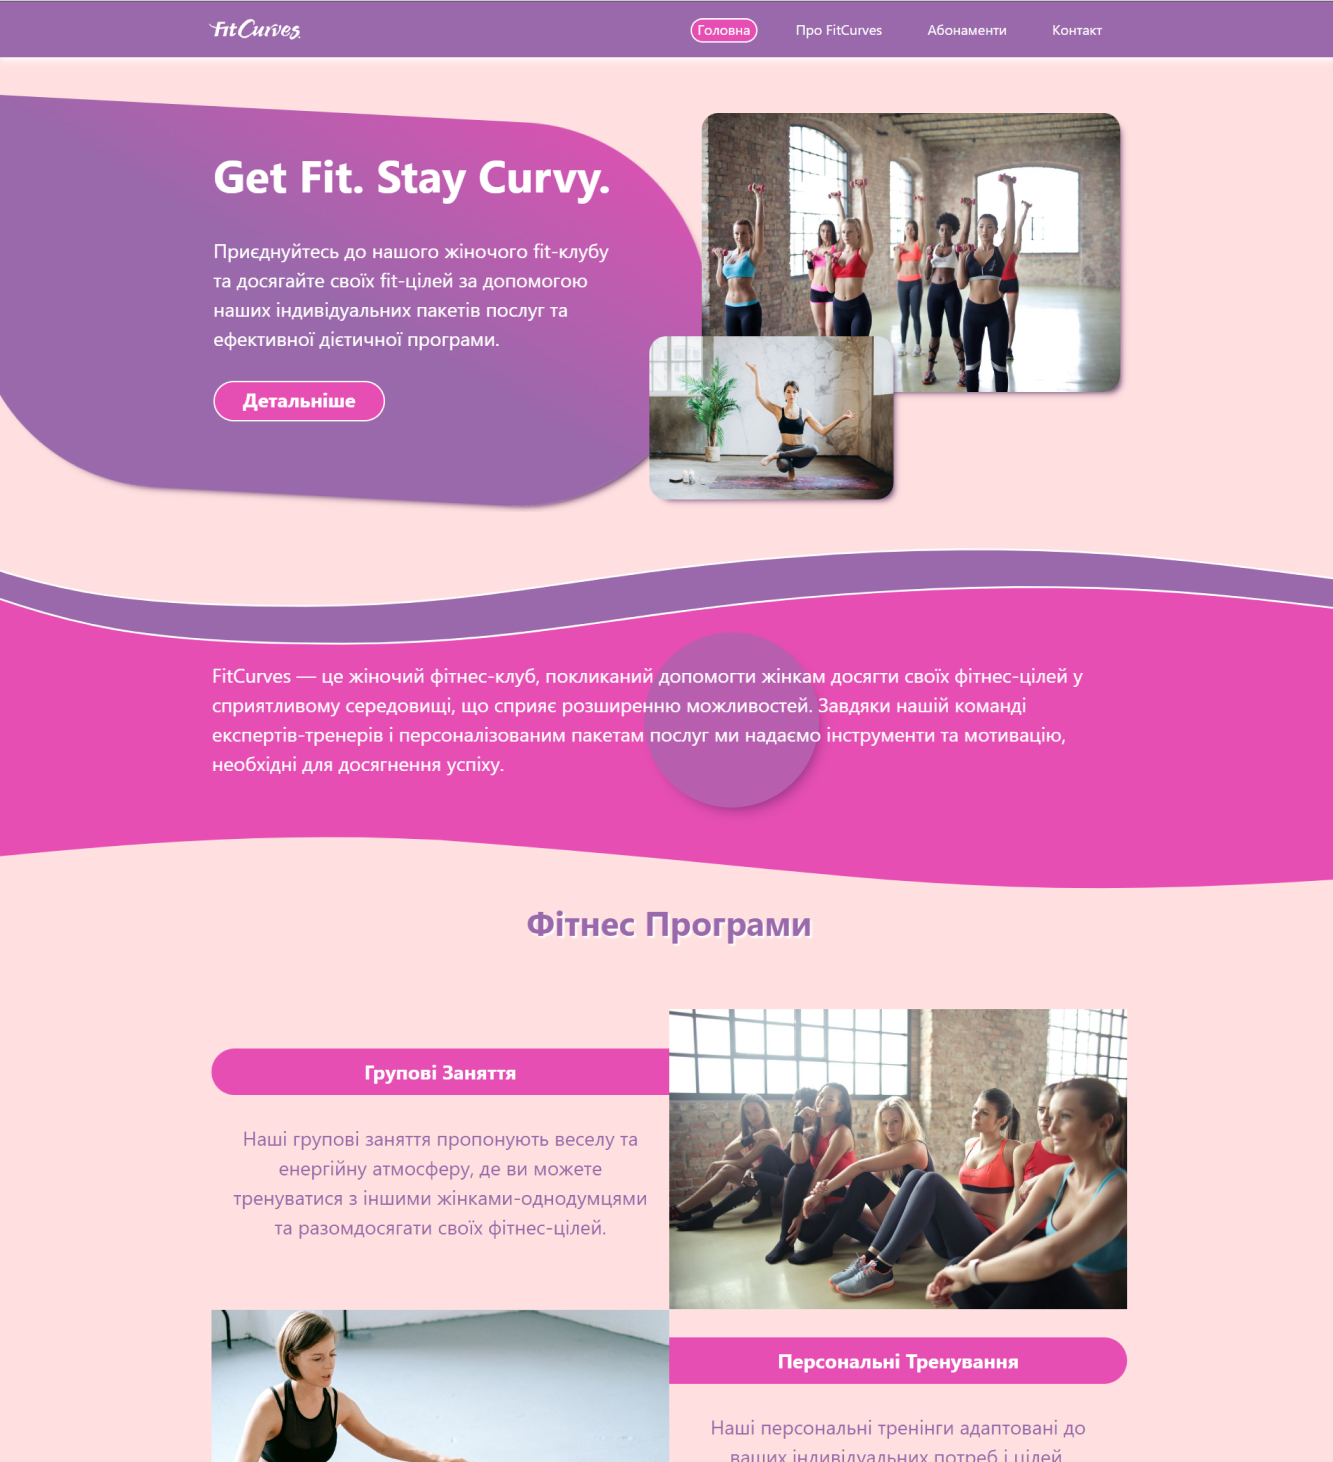 FitCurves
Головна
Про FitCurves
Абонаменти
Контакт
Get Fit. Stay Curvy.
Приєднуйтесь до нашого жіночого fit-клубу
та досягайте своїх fit-цілей за допомогою
наших індивідуальних пакетів послуг та
ефективної дієтичної програми.
Детальніше
FitCurves — це жіночий фітнес-клуб, покликаний допомогти жінкам досягти своїх фітнес-цілей у
сприятливому середовищі, що сприяє розширенню можливостей. Завдяки нашій команді
експертів-тренерів і персоналізованим пакетам послуг ми надаємо інструменти та мотивацію,
необхідні для досягнення успіху.
Фітнес Програми
Групові Заняття
Наші групові заняття пропонують веселу та
енергійну атмосферу, де ви можете
тренуватися з іншими жінками-однодумцями
та разомдосягати своїх фітнес-цілей.
Персональні Тренування
Наші персональні тренінги адаптовані до
ваших індивідуальних потреб і цілей